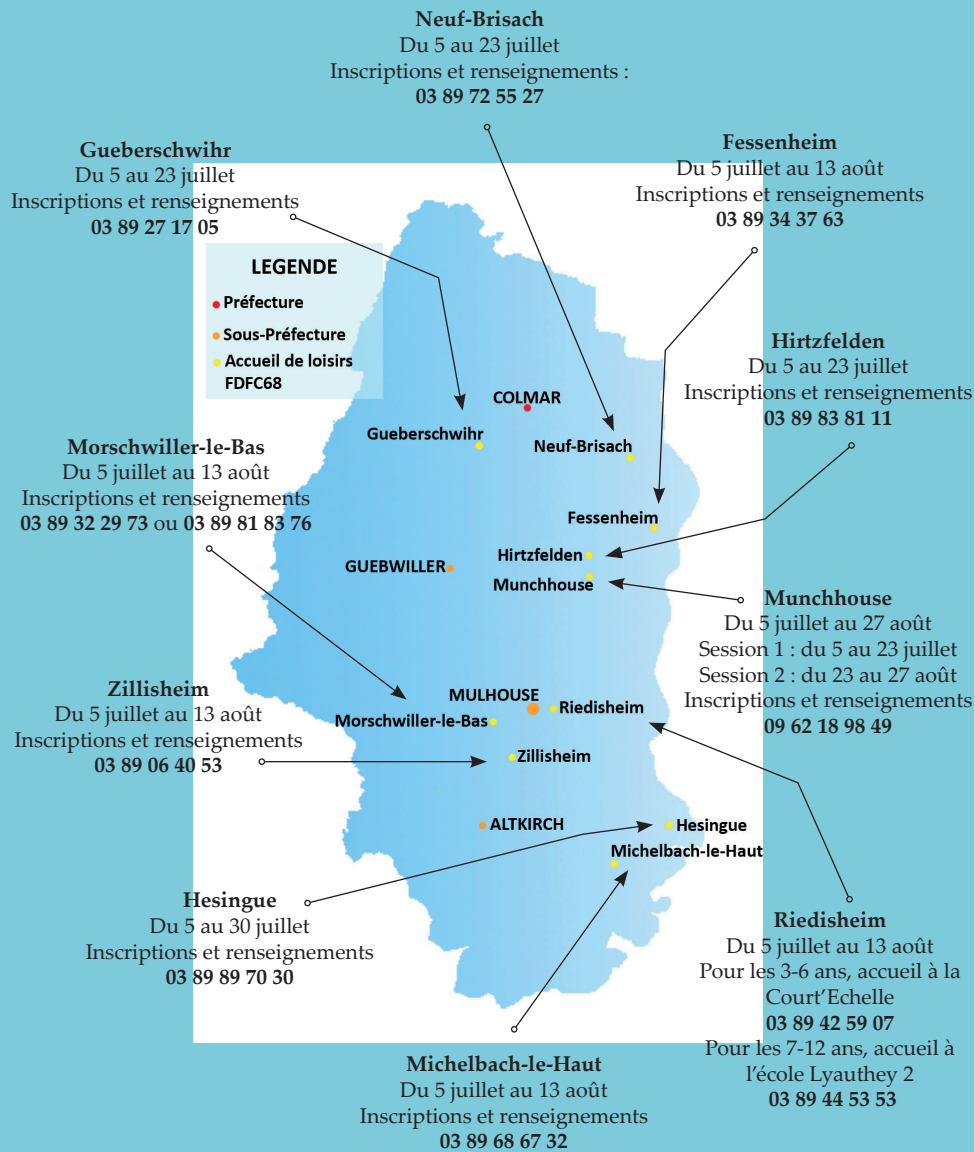 Neuf-Brisach
Du 5 au 23 juillet
Inscriptions et renseignements :
03 89 72 55 27
Gueberschwihr
Du 5 au 23 juillet
Inscriptions et renseignements
03 89 27 17 05
Fessenheim
Du 5 juillet au 13 août
Inscriptions et renseignements
03 89 34 37 63
LEGENDE
Préfecture
Sous-Préfecture
Accueil de loisirs
FDFC68
Hirtzfelden
Du 5 au 23 juillet
Inscriptions et renseignements
03 89 83 81 11
COLMAR
Gueberschwihr
Neuf-Brisach
Morschwiller-le-Bas
Du 5 juillet au 13 août
Inscriptions et renseignements
03 89 32 29 73 ou 03 89 81 83 76
Fessenheim
Hirtzfelden
GUEBWILLER
Munchhouse
Munchhouse
Du 5 juillet au 27 août
Session 1 : du 5 au 23 juillet
Session 2 : du 23 au 27 août
Inscriptions et renseignements
09 62 18 98 49
Zillisheim
Du 5 juillet au 13 août
Inscriptions et renseignements
03 89 06 40 53
MULHOUSE
Riedisheim
Morschwiller-le-Bas
Zillisheim
ALTKIRCH
Hesingue
Michelbach-le-Haut
Hesingue
Du 5 au 30 juillet
Inscriptions et renseignements
03 89 89 70 30
Riedisheim
Du 5 juillet au 13 août
Pour les 3-6 ans, accueil à la
Court'Echelle
03 89 42 59 07
Pour les 7-12 ans, accueil à
l'école Lyauthey 2
03 89 44 53 53
Michelbach-le-Haut
Du 5 juillet au 13 août
Inscriptions et renseignements
03 89 68 67 32